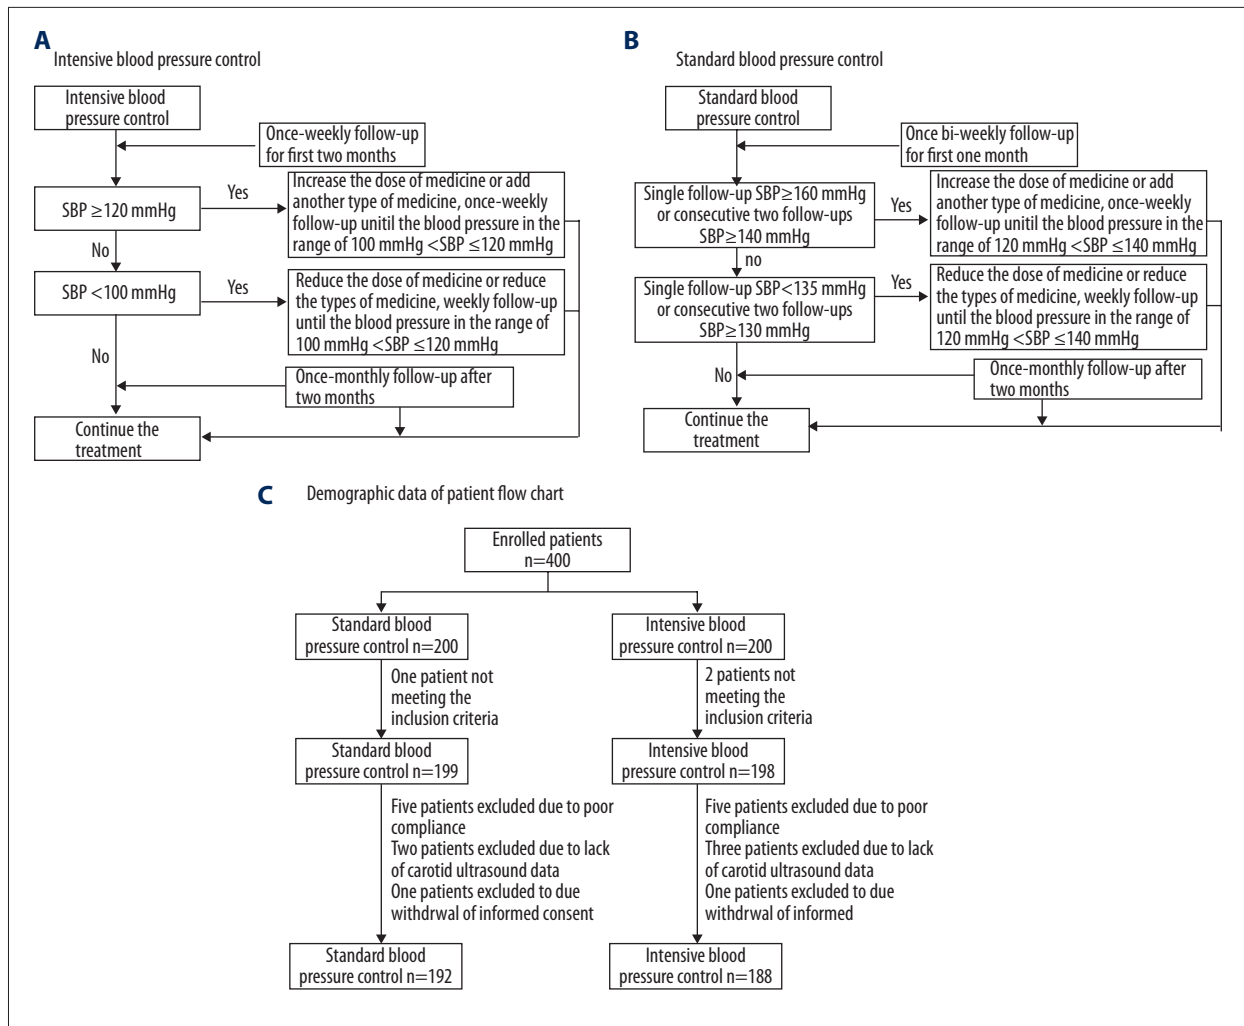 A
Intensive blood pressure control
Intensive blood
pressure control
Once-weekly follow-up
for first two months
SBP ≥120 mmHg
Yes
Increase the dose of medicine or add
another type of medicine, once-weekly
follow-up unitil the blood pressure in the
range of 100 mmHg <SBP ≤120 mmHg
No
SBP <100 mmHg
Yes
Reduce the dose of medicine or reduce
the types of medicine, weekly follow-up
until the blood pressure in the range of
100 mmHg <SBP ≤120 mmHg
No
Once-monthly follow-up after
two months
Continue the
treatment
B
Standard blood pressure control
Standard blood
pressure control
Once bi-weekly follow-up
for first one month
Single follow-up SBP≥160 mmHg
or consecutive two follow-ups
SBP≥140 mmHg
Yes
Increase the dose of medicine or add
another type of medicine, once-weekly
follow-up unitil the blood pressure in the
range of 120 mmHg <SBP ≤140 mmHg
no
Single follow-up SBP<135 mmHg
or consecutive two follow-ups
SBP≥130 mmHg
Yes
Reduce the dose of medicine or reduce
the types of medicine, weekly follow-up
until the blood pressure in the range of
120 mmHg <SBP ≤140 mmHg
No
Once-monthly follow-up after
two months
Continue the
treatment
C
Demographic data of patient flow chart
Enrolled patients
n=400
Standard blood
pressure control n=200
One patient not
meeting the
inclusion criteria
Standard blood
pressure control n=199
Five patients excluded due to poor
compliance
Two patients excluded due to lack
of carotid ultrasound data
One patients excluded to due
withdrwal of informed consent
Standard blood
pressure control n=192
Intensive blood
pressure control n=200
2 patients not
meeting the
inclusion criteria
Intensive blood
pressure control n=198
Five patients excluded due to poor
compliance
Three patients excluded due to lack
of carotid ultrasound data
One patients excluded to due
withdrwal of informed
Intensive blood
pressure control n=188